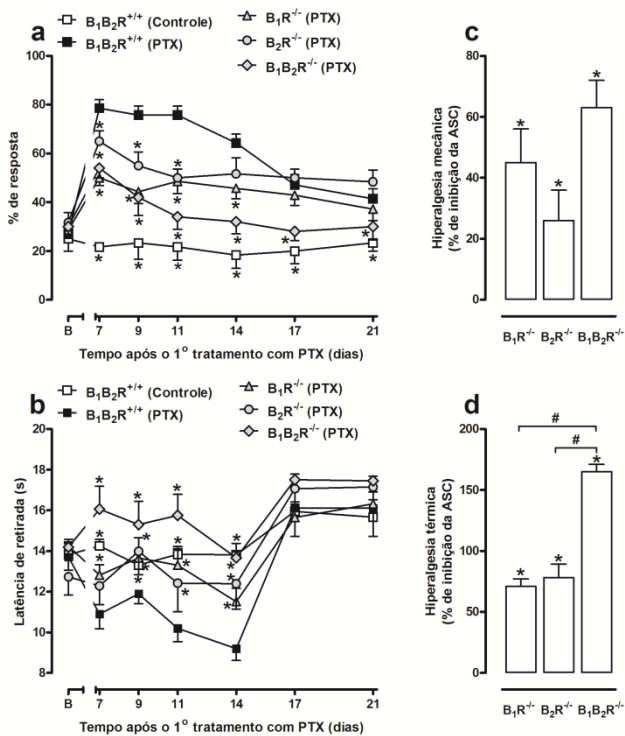 a
B₁B₂R⁺/⁺ (Controle)
B₁B₂R⁺/⁺ (PTX)
B₁R⁻/⁻ (PTX)
B₂R⁻/⁻ (PTX)
B₁B₂R⁻/⁻ (PTX)
% de resposta
100
80
60
40
20
0
B 7 9 11 14 17 21
Tempo após o 1º tratamento com PTX (dias)
c
Hiperalgesia mecânica
(% de inibição da ASC)
80
60
40
20
0
* * *
B₁R⁻/⁻ B₂R⁻/⁻ B₁B₂R⁻/⁻
b
B₁B₂R⁺/⁺ (Controle)
B₁B₂R⁺/⁺ (PTX)
B₁R⁻/⁻ (PTX)
B₂R⁻/⁻ (PTX)
B₁B₂R⁻/⁻ (PTX)
Latência de retirada (s)
20
18
16
14
12
10
8
B 7 9 11 14 17 21
Tempo após o 1º tratamento com PTX (dias)
d
Hiperalgesia térmica
(% de inibição da ASC)
200
150
100
50
0
#
#
* * *
B₁R⁻/⁻ B₂R⁻/⁻ B₁B₂R⁻/⁻